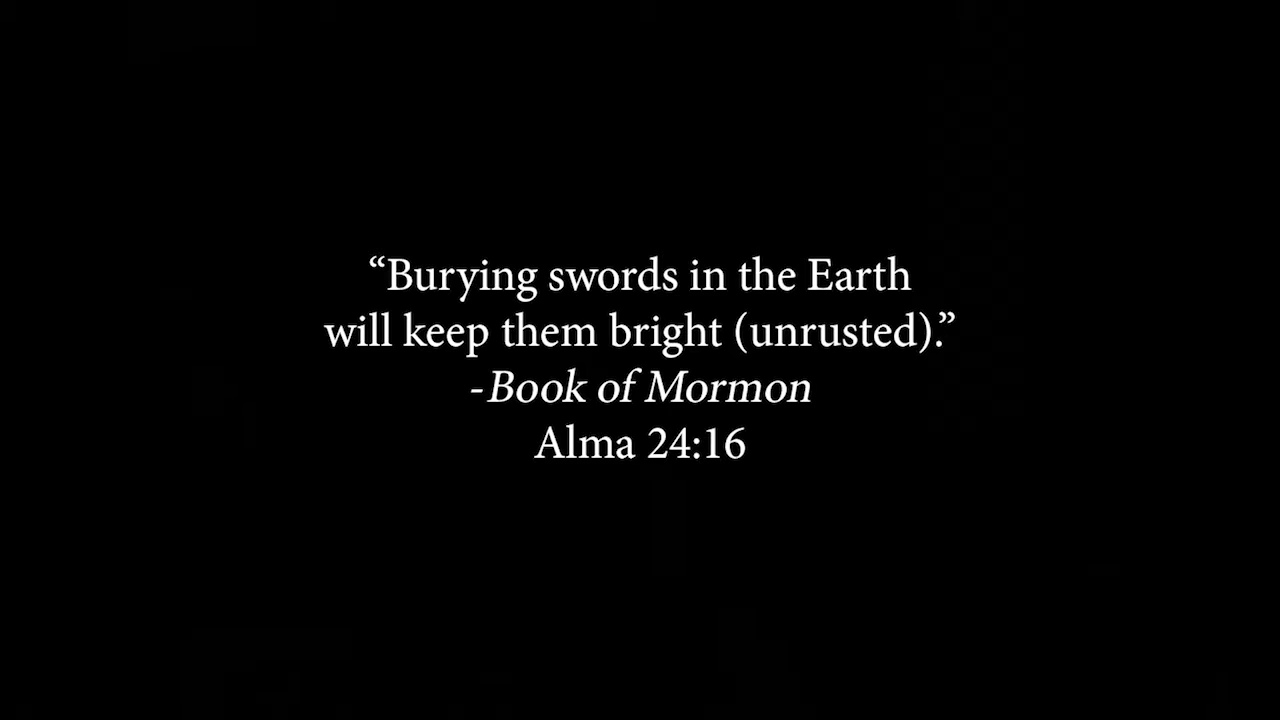 “Burying swords in the Earth
will keep them bright (unrusted).”
-Book of Mormon
Alma 24:16